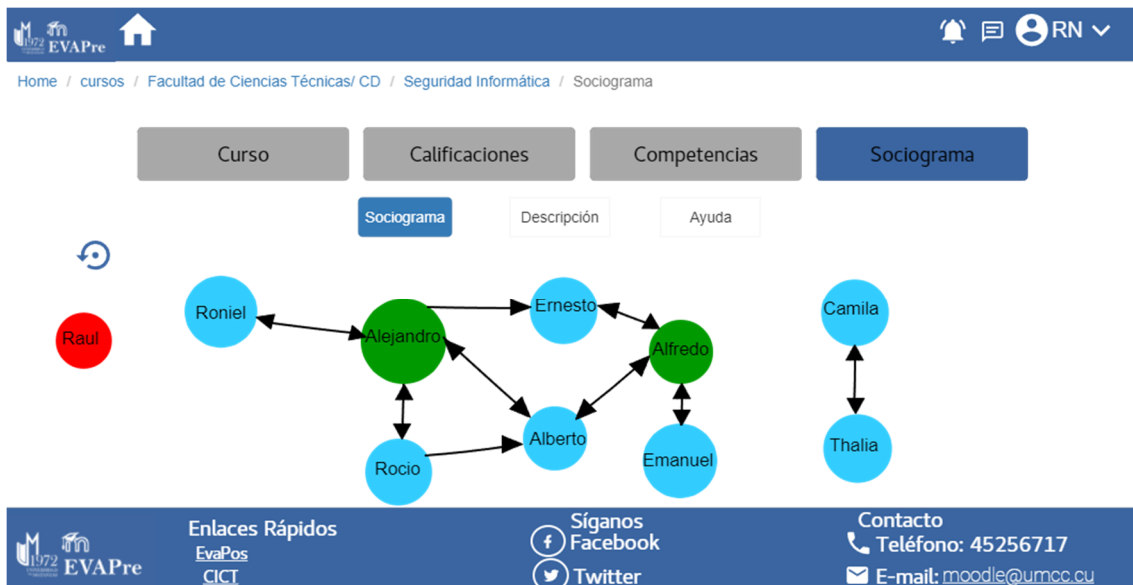 1972 EVAPre RN
Home / cursos / Facultad de Ciencias Técnicas/ CD / Seguridad Informática / Sociograma
Curso Calificaciones Competencias Sociograma
Sociograma Descripción Ayuda
Roniel Ernesto Camila
Raul Alejandro Alfredo
Rocio Alberto Emanuel Thalia
Enlaces Rápidos Síganos Contacto
EvaPos Facebook Teléfono: 45256717
1972 EVAPre
CICT Twitter E-mail: moodle@umcc.cu